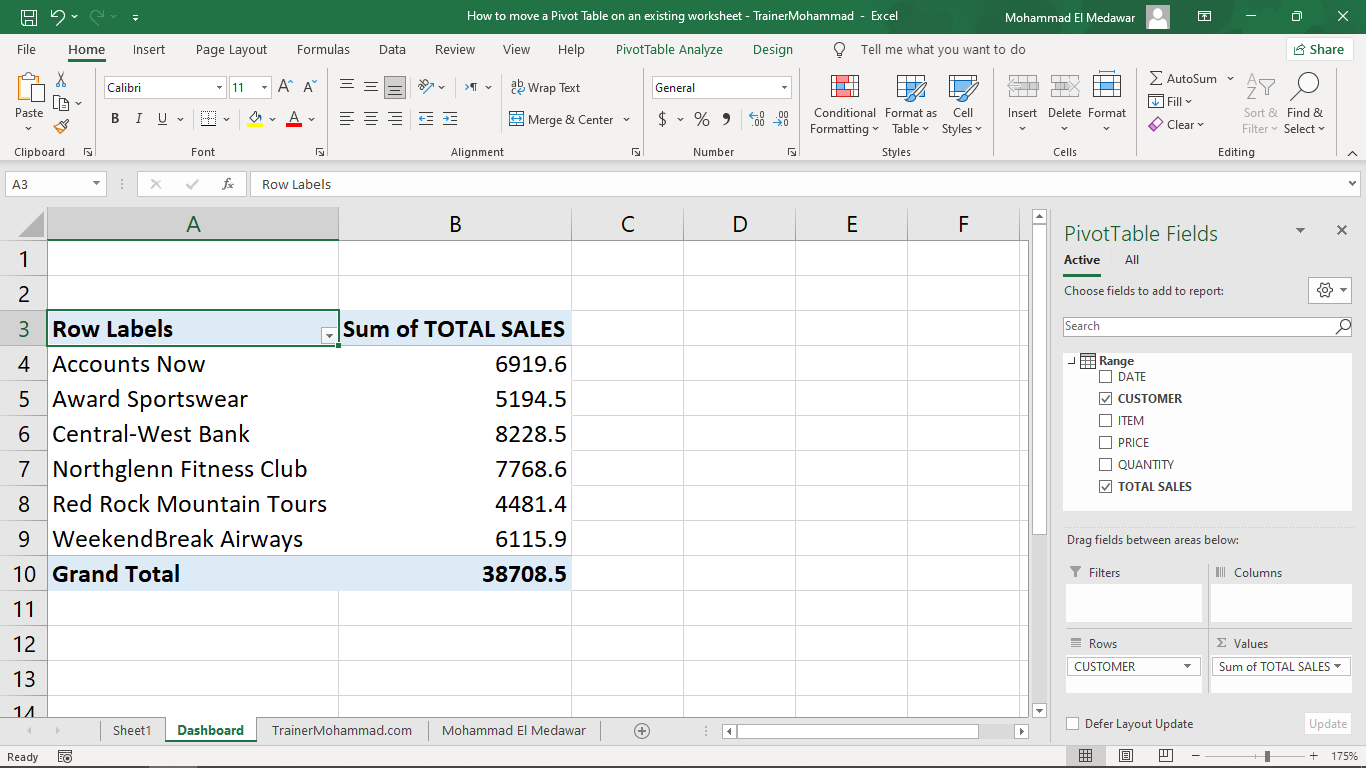 How to move a Pivot Table on an existing worksheet - TrainerMohammad - Excel
Mohammad El Medawar
File Home Insert Page Layout Formulas Data Review View Help PivotTable Analyze Design Tell me what you want to do Share
Paste
Clipboard
Calibri 11
B I U A
Font
Wrap Text
Merge & Center
Alignment
General
$ % 9
Number
Conditional Formatting
Format as Table
Cell Styles
Styles
Insert Delete Format
Cells
AutoSum
Fill
Clear
Sort & Filter
Find & Select
Editing
A3 fx Row Labels
A B C D E F
1
2
3 Row Labels Sum of TOTAL SALES
4 Accounts Now 6919.6
5 Award Sportswear 5194.5
6 Central-West Bank 8228.5
7 Northglenn Fitness Club 7768.6
8 Red Rock Mountain Tours 4481.4
9 WeekendBreak Airways 6115.9
10 Grand Total 38708.5
11
12
13
14
PivotTable Fields
Active All
Choose fields to add to report:
Search
Range
DATE
CUSTOMER
ITEM
PRICE
QUANTITY
TOTAL SALES
Drag fields between areas below:
Filters Columns
Rows Σ Values
CUSTOMER Sum of TOTAL SALES
Defer Layout Update Update
Sheet1 Dashboard TrainerMohammad.com Mohammad El Medawar
Ready 175%